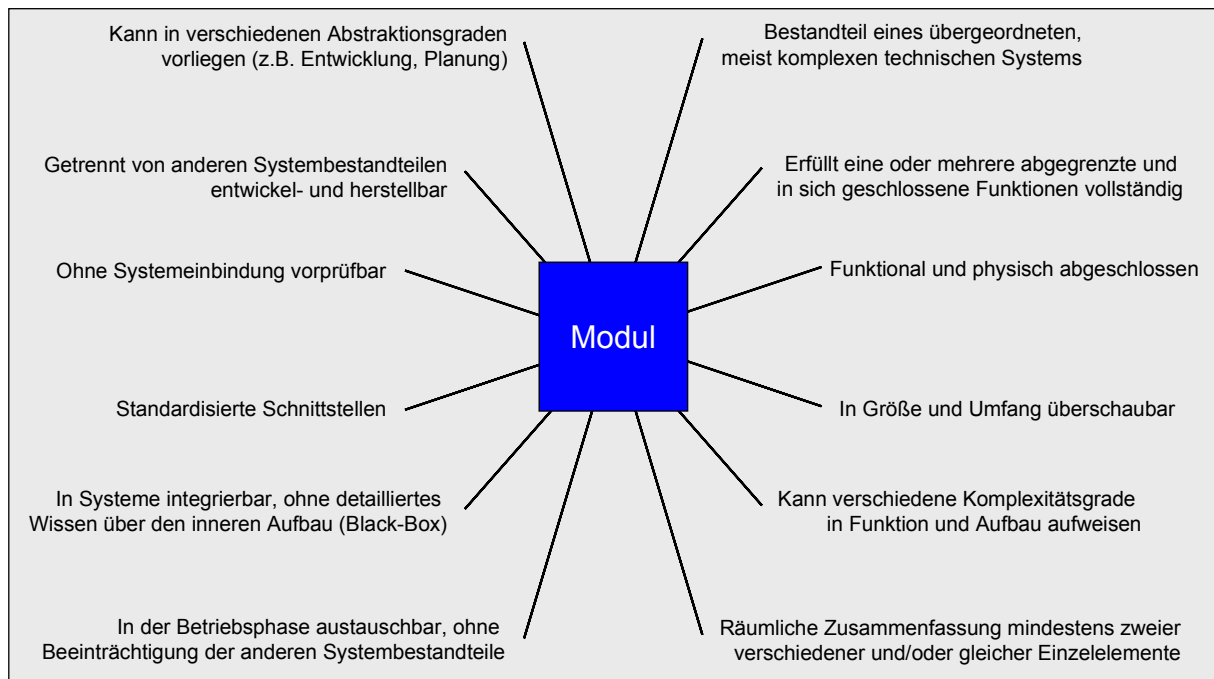 Kann in verschiedenen Abstraktionsgraden
vorliegen (z.B. Entwicklung, Planung)
Bestandteil eines übergeordneten,
meist komplexen technischen Systems
Getrennt von anderen Systembestandteilen
entwickel- und herstellbar
Erfüllt eine oder mehrere abgegrenzte und
in sich geschlossene Funktionen vollständig
Ohne Systemeinbindung vorprüfbar
Funktional und physisch abgeschlossen
Modul
Standardisierte Schnittstellen
In Größe und Umfang überschaubar
In Systeme integrierbar, ohne detailliertes
Wissen über den inneren Aufbau (Black-Box)
Kann verschiedene Komplexitätsgrade
in Funktion und Aufbau aufweisen
In der Betriebsphase austauschbar, ohne
Beeinträchtigung der anderen Systembestandteile
Räumliche Zusammenfassung mindestens zweier
verschiedener und/oder gleicher Einzelelemente